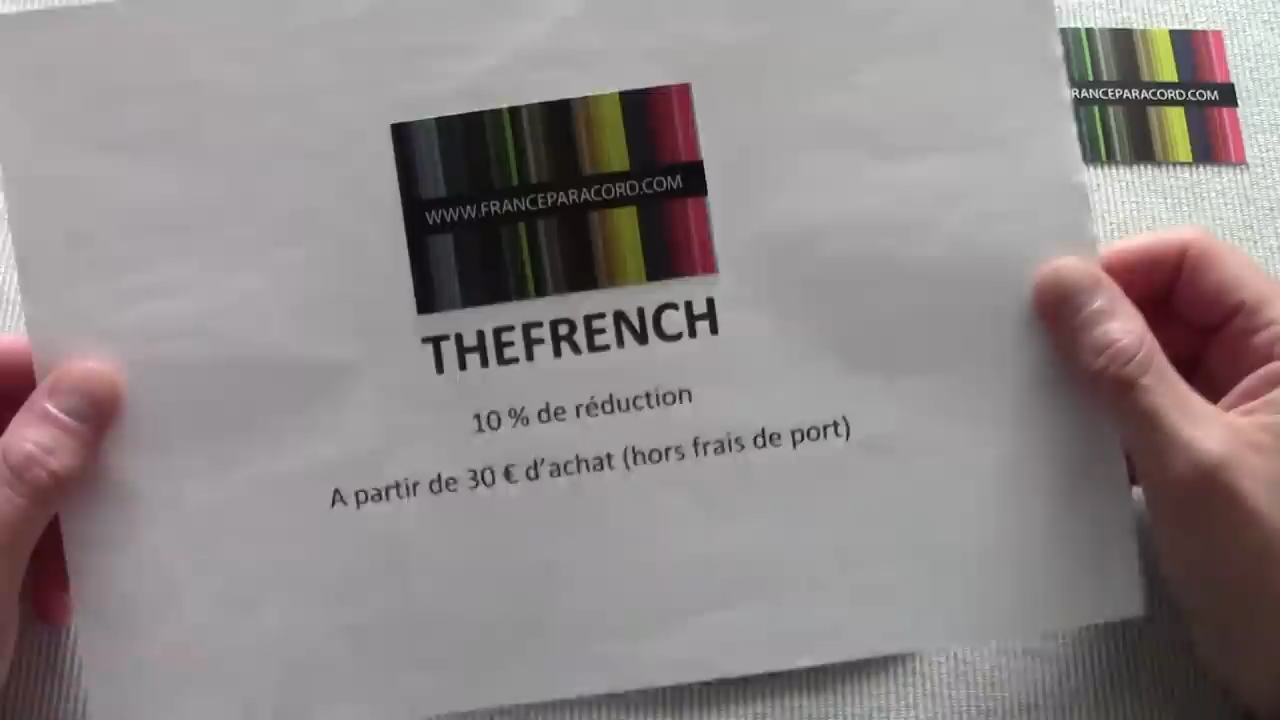 WWW.FRANCEPARACORD.COM
THEFRENCH
10 % de réduction
A partir de 30 € d'achat (hors frais de port)
RANCEPARACORD.COM